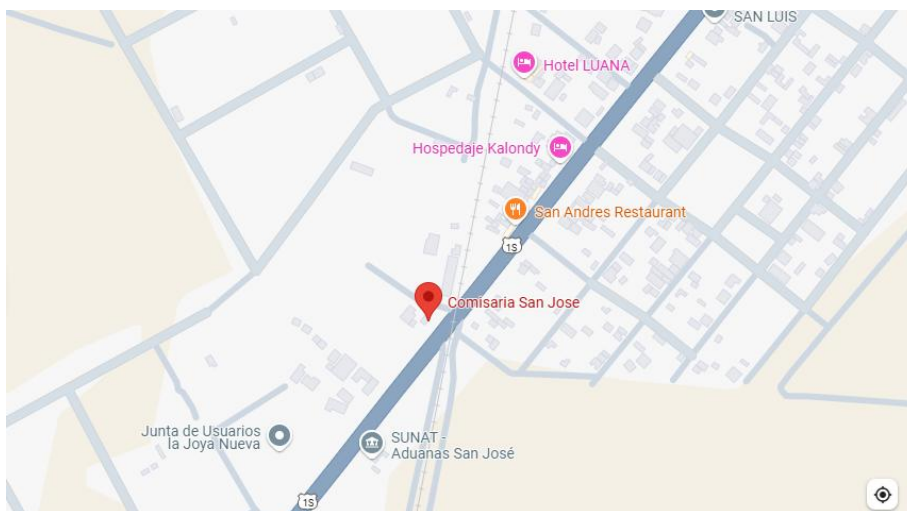 SAN LUIS
Hotel LUANA
Hospedaje Kalondy
San Andres Restaurant
1S
Comisaria San Jose
Junta de Usuarios
la Joya Nueva
SUNAT -
Aduanas San José
1S